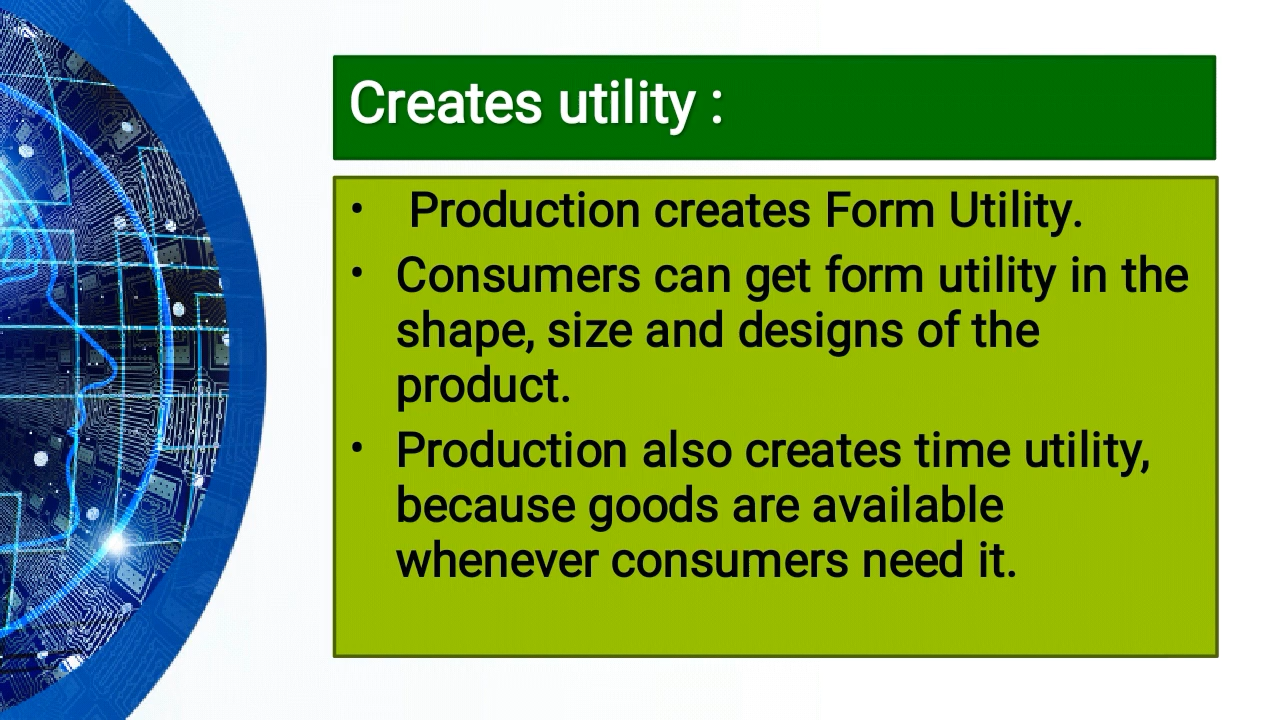 Creates utility :
• Production creates Form Utility.
• Consumers can get form utility in the
shape, size and designs of the
product.
• Production also creates time utility,
because goods are available
whenever consumers need it.